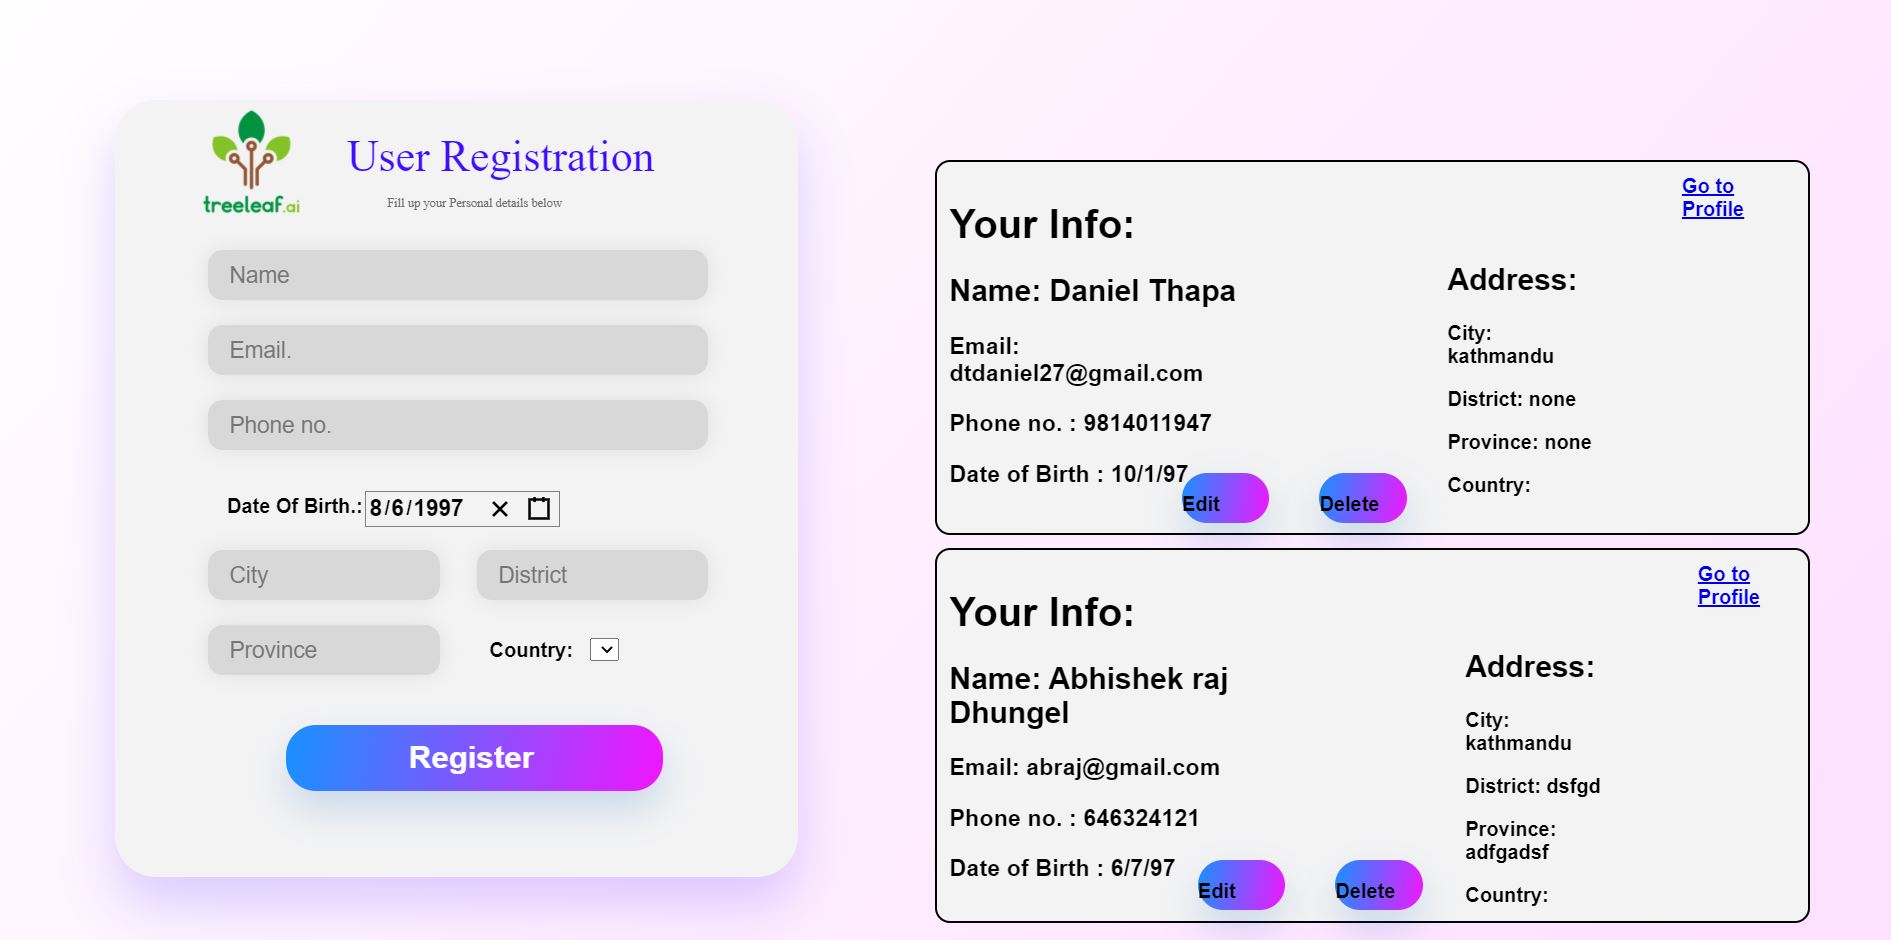 treeleaf.ai
User Registration
Fill up your Personal details below
Name
Email.
Phone no.
Date Of Birth.: 8/6/1997
City
District
Province
Country:
Register
Go to
Profile
Your Info:
Name: Daniel Thapa
Email:
dtdaniel27@gmail.com
Phone no. : 9814011947
Date of Birth : 10/1/97
Edit
Delete
Address:
City:
kathmandu
District: none
Province: none
Country:
Go to
Profile
Your Info:
Name: Abhishek raj
Dhungel
Email: abraj@gmail.com
Phone no. : 646324121
Date of Birth : 6/7/97
Edit
Delete
Address:
City:
kathmandu
District: dsfgd
Province:
adfgadsf
Country: